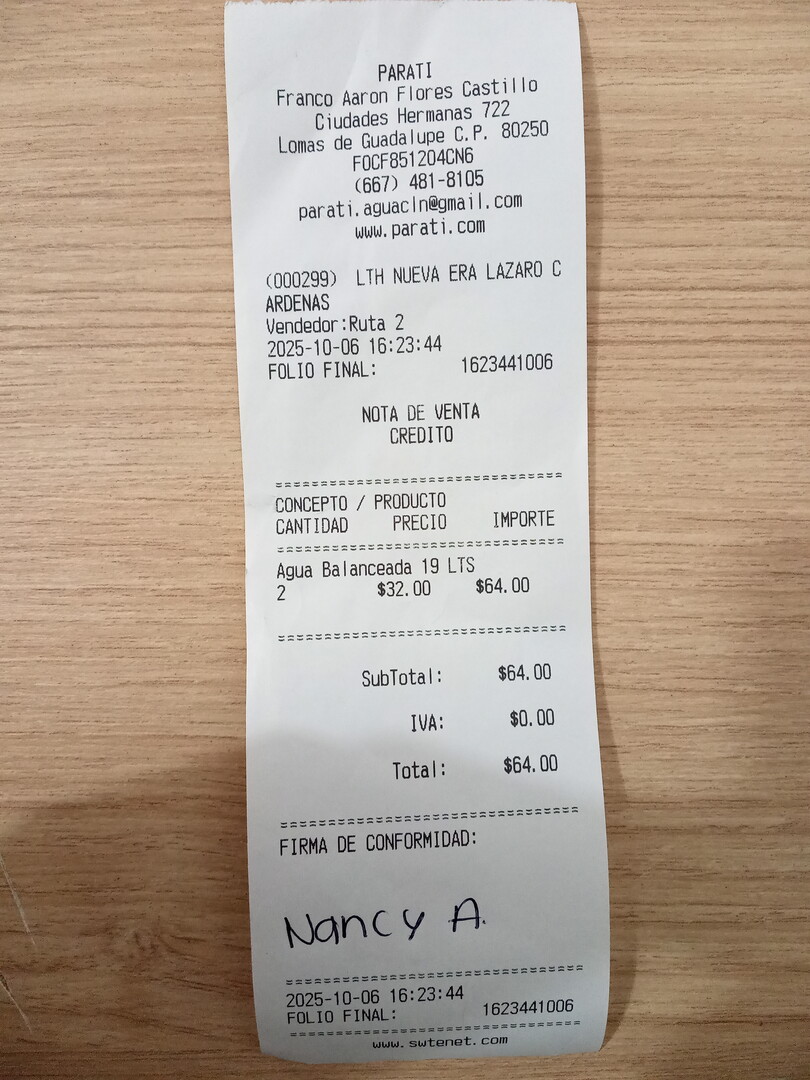 PARATI
Franco Aaron Flores Castillo
Ciudades Hermanas 722
Lomas de Guadalupe C.P. 80250
FOCF851204CN6
(667) 481-8105
parati.aguacln@gmail.com
www.parati.com
(000299) LTH NUEVA ERA LAZARO C
ARDENAS
Vendedor:Ruta 2
2025-10-06 16:23:44
FOLIO FINAL: 1623441006
NOTA DE VENTA
CREDITO
==============================
CONCEPTO / PRODUCTO
CANTIDAD PRECIO IMPORTE
==============================
Agua Balanceada 19 LTS
2 $32.00 $64.00
==============================
SubTotal: $64.00
IVA: $0.00
Total: $64.00
==============================
FIRMA DE CONFORMIDAD:
Nancy A.
==============================
2025-10-06 16:23:44
FOLIO FINAL: 1623441006
==============================
www.swtenet.com